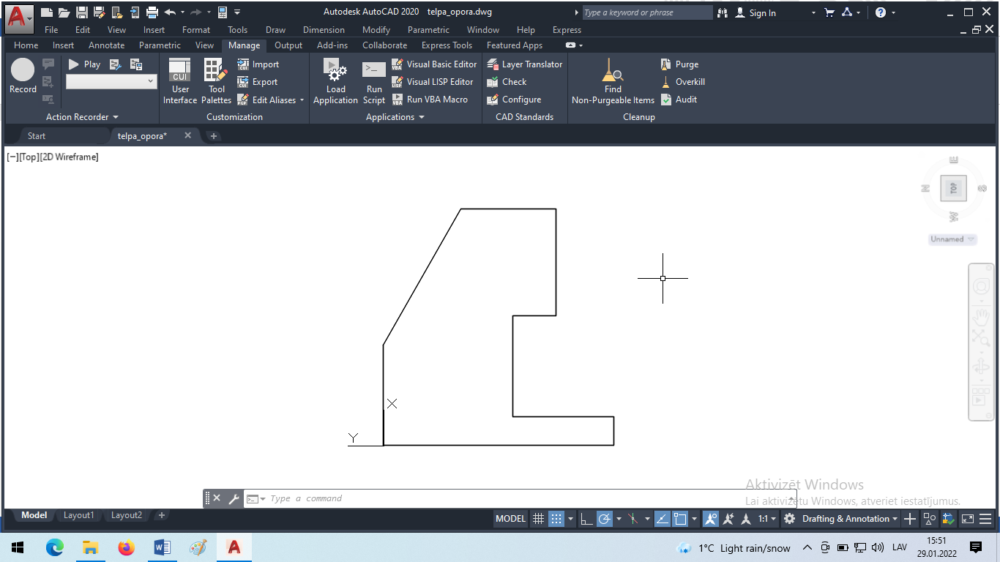 Autodesk AutoCAD 2020 telpa_opora.dwg
Type a keyword or phrase
Sign In
File Edit View Insert Format Tools Draw Dimension Modify Parametric Window Help Express
Home Insert Annotate Parametric View Manage Output Add-ins Collaborate Express Tools Featured Apps
Record
Play
CUI
User Interface
Tool Palettes
Import
Export
Edit Aliases
Load Application
Run Script
Visual Basic Editor
Visual LISP Editor
Run VBA Macro
Layer Translator
Check
Configure
Find
Non-Purgeable Items
Purge
Overkill
Audit
Action Recorder Customization Applications CAD Standards Cleanup
Start telpa_opora*
[−][Top][2D Wireframe]
E
N TOP S
W
Unnamed
X
Y
Type a command
Aktivizēt Windows
Lai aktivizētu Windows, atveriet iestatījumus.
Model Layout1 Layout2
MODEL 1:1 Drafting & Annotation
1°C Light rain/snow LAV
15:51
29.01.2022